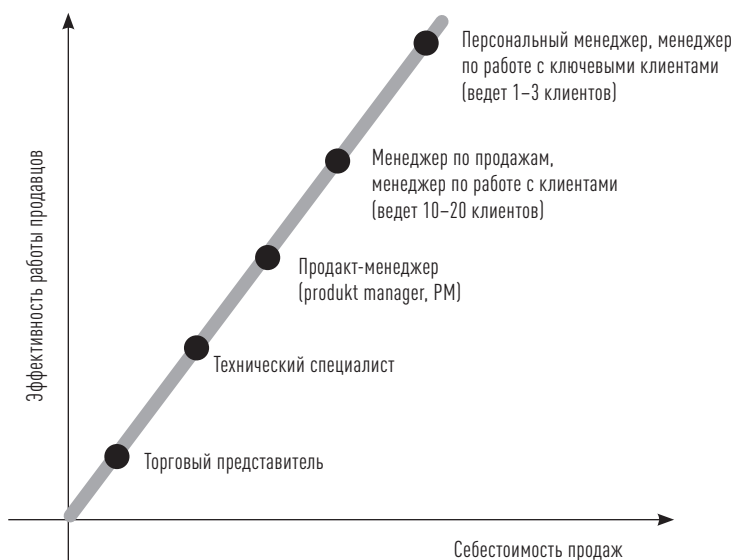 Персональный менеджер, менеджер
по работе с ключевыми клиентами
(ведет 1–3 клиентов)
Менеджер по продажам,
менеджер по работе с клиентами
(ведет 10–20 клиентов)
Продакт-менеджер
(produkt manager, PM)
Технический специалист
Торговый представитель
Эффективность работы продавцов
Себестоимость продаж